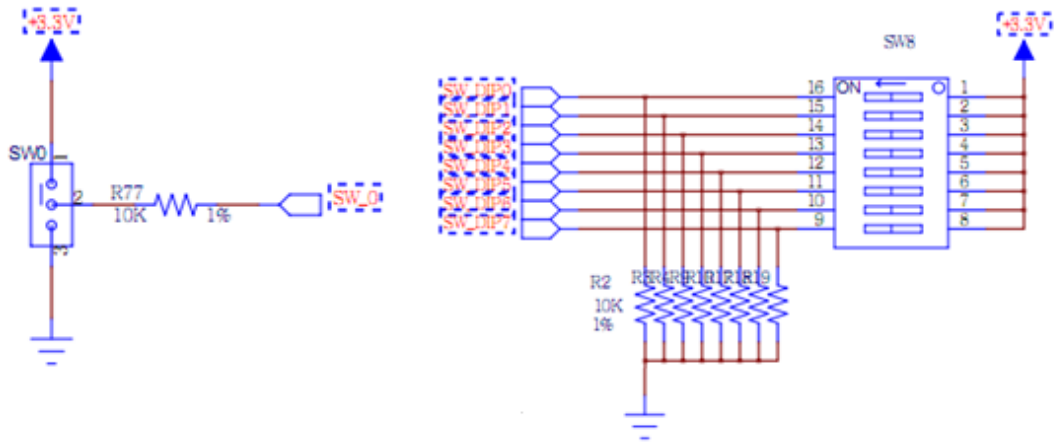 +3.3V
SW0
1
2
3
R77
10K
1%
SW_0
+3.3V
SW8
SW_DIP0
SW_DIP1
SW_DIP2
SW_DIP3
SW_DIP4
SW_DIP5
SW_DIP6
SW_DIP7
ON
16 1
15 2
14 3
13 4
12 5
11 6
10 7
9 8
R2
10K
1%